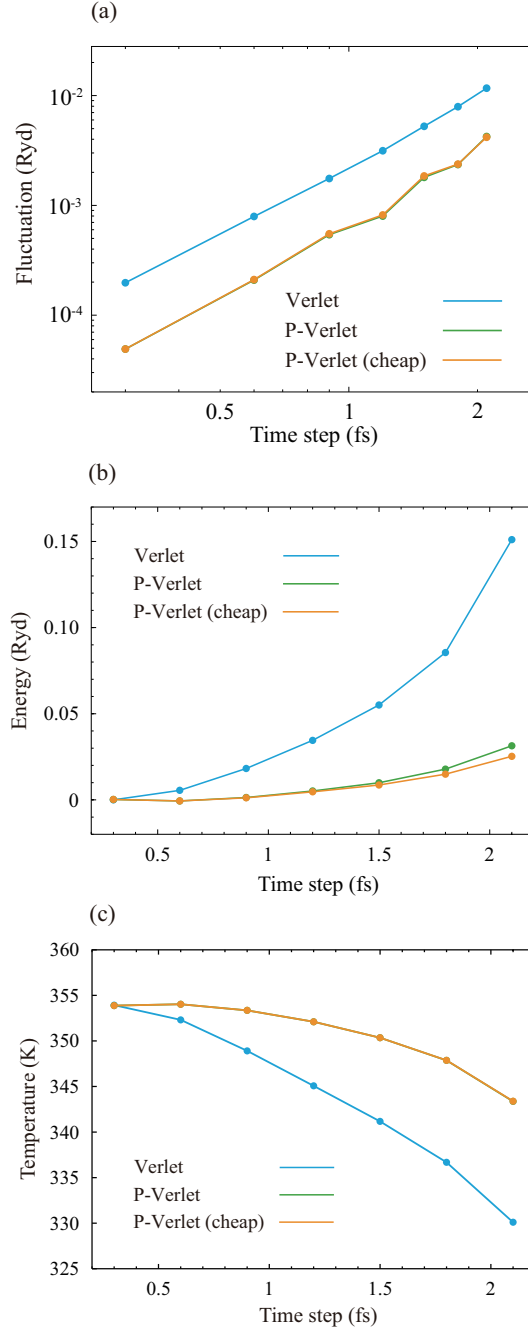 (a)
10⁻²
10⁻³
10⁻⁴
Fluctuation (Ryd)
Verlet
P-Verlet
P-Verlet (cheap)
0.5 1 2
Time step (fs)
(b)
0.15
0.10
0.05
0
Energy (Ryd)
Verlet
P-Verlet
P-Verlet (cheap)
0.5 1 1.5 2
Time step (fs)
(c)
360
355
350
345
340
335
330
325
Temperature (K)
Verlet
P-Verlet
P-Verlet (cheap)
0.5 1 1.5 2
Time step (fs)